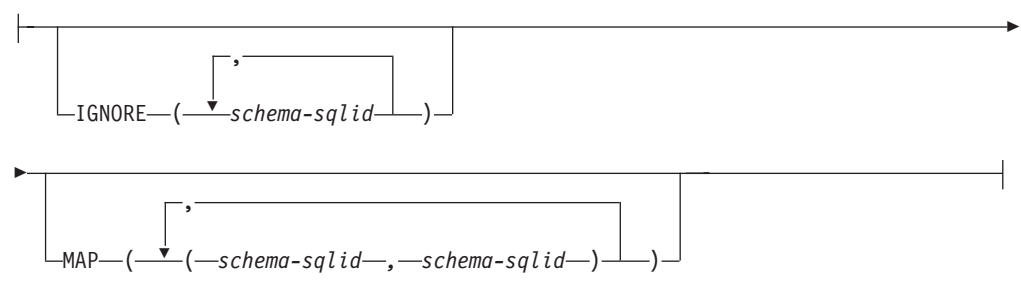 ,
IGNORE ( schema-sqlid )
,
MAP ( ( schema-sqlid , schema-sqlid ) )